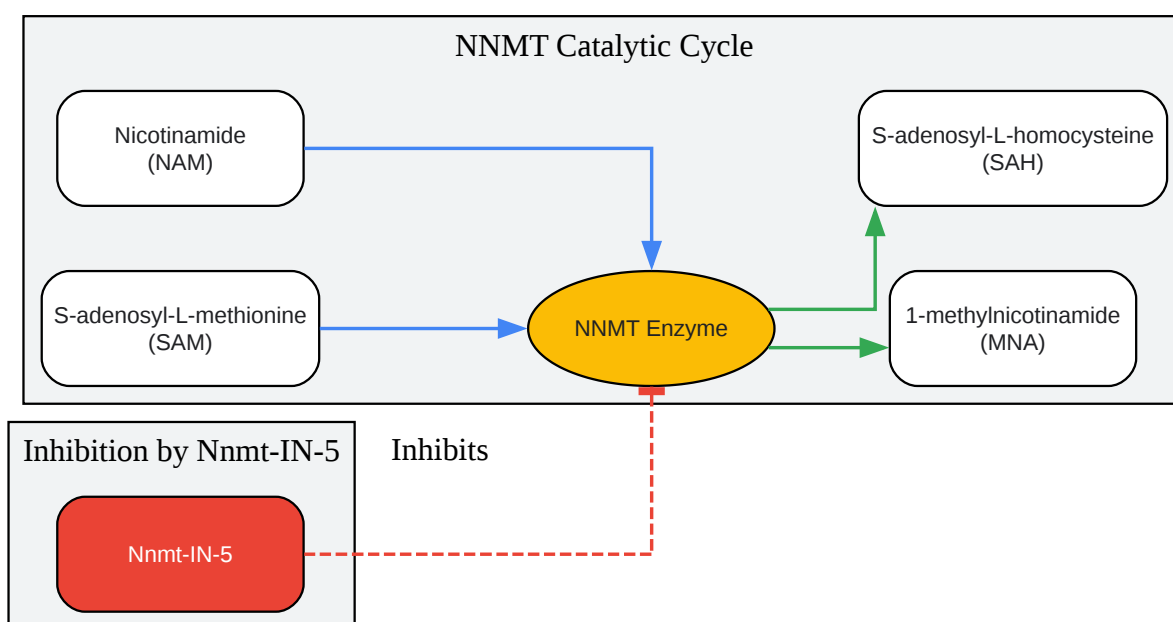 NNMT Catalytic Cycle
Nicotinamide
(NAM)
S-adenosyl-L-homocysteine
(SAH)
S-adenosyl-L-methionine
(SAM)
NNMT Enzyme
1-methylnicotinamide
(MNA)
Inhibition by Nnmt-IN-5
Inhibits
Nnmt-IN-5